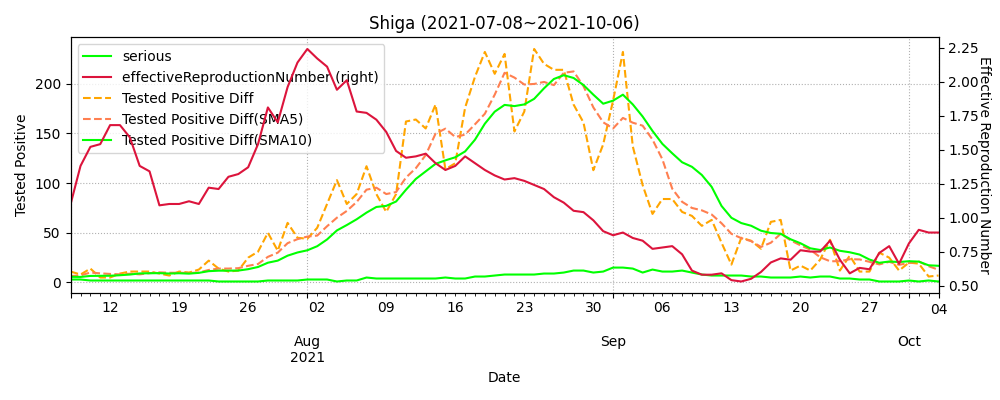 Shiga (2021-07-08~2021-10-06)
serious
effectiveReproductionNumber (right)
Tested Positive Diff
Tested Positive Diff(SMA5)
Tested Positive Diff(SMA10)
Tested Positive
200
150
100
50
0
2.25
2.00
1.75
1.50
1.25
1.00
0.75
0.50
Effective Reproduction Number
12 19 26 02 09 16 23 30 06 13 20 27 04
Aug Sep Oct
2021
Date